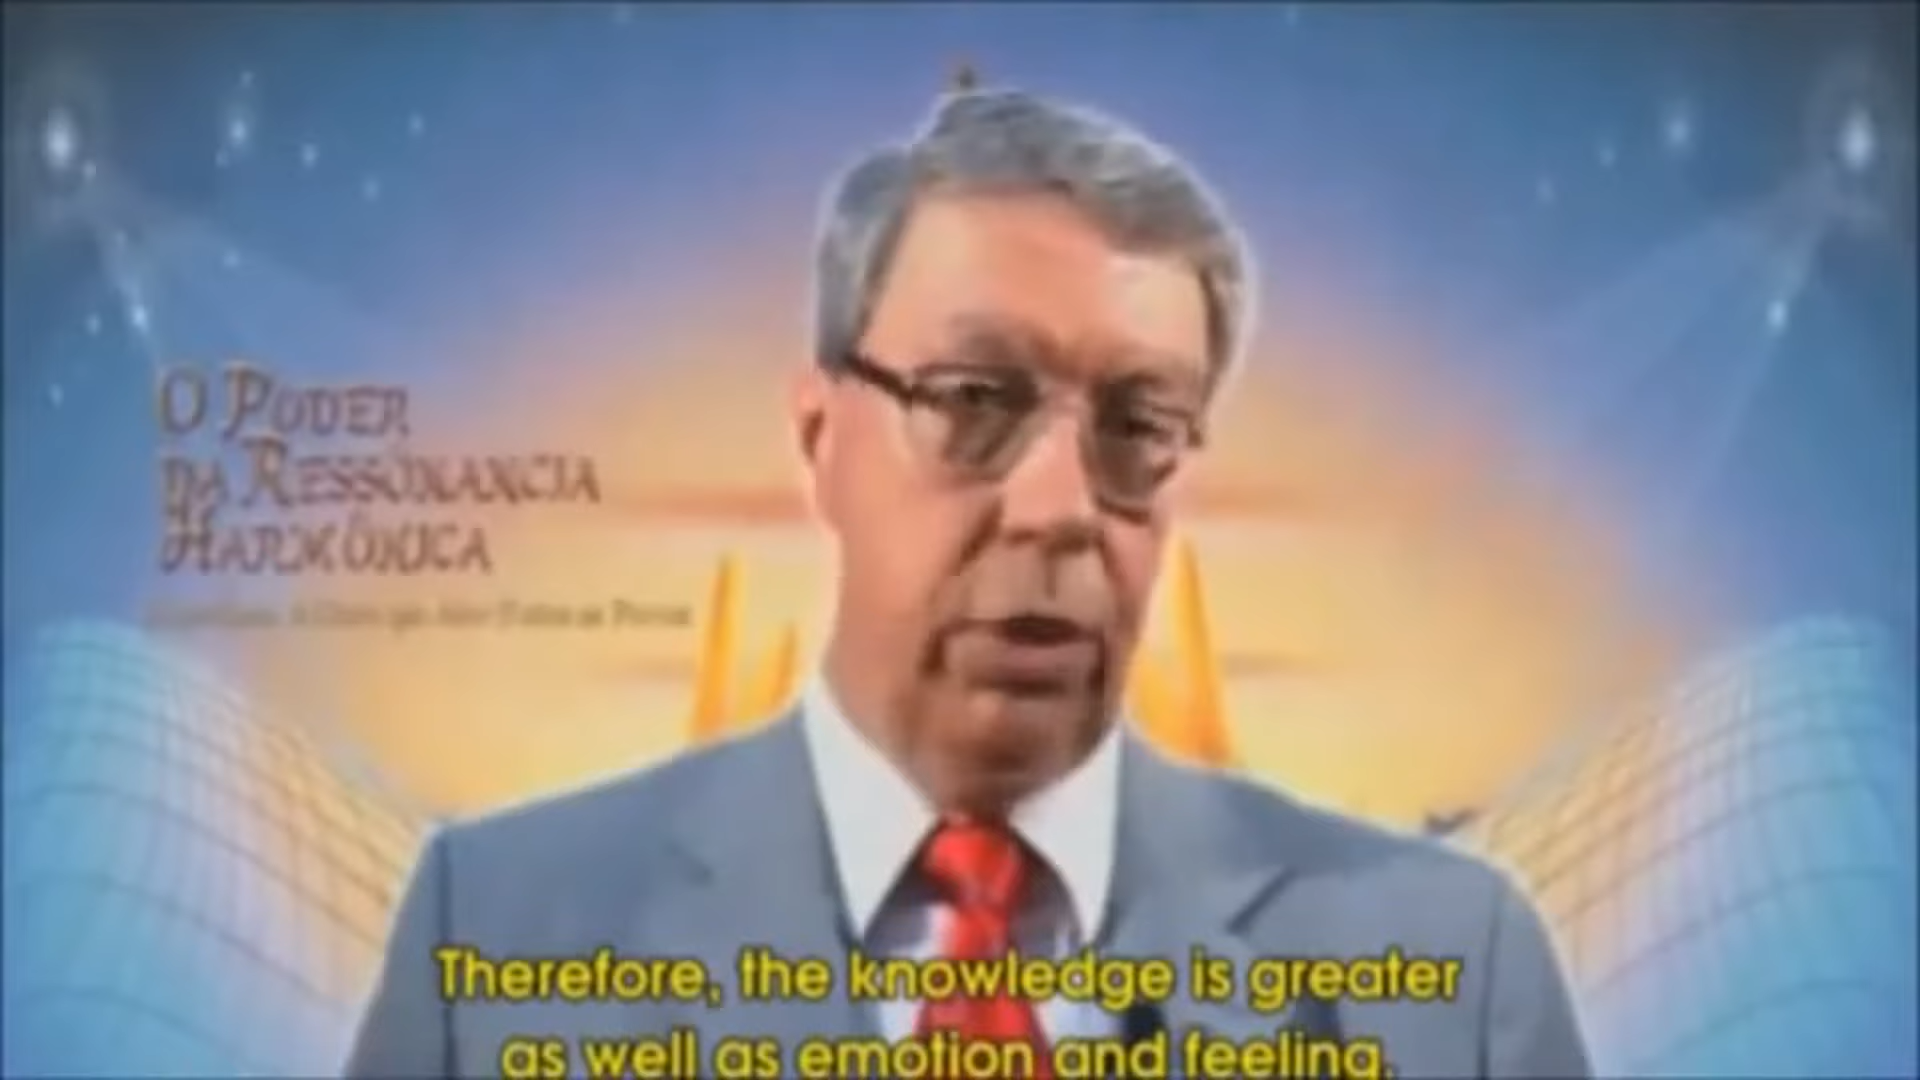 O PODER
DA RESSONANCIA
HARMÔNICA
Therefore, the knowledge is greater
as well as emotion and feeling.